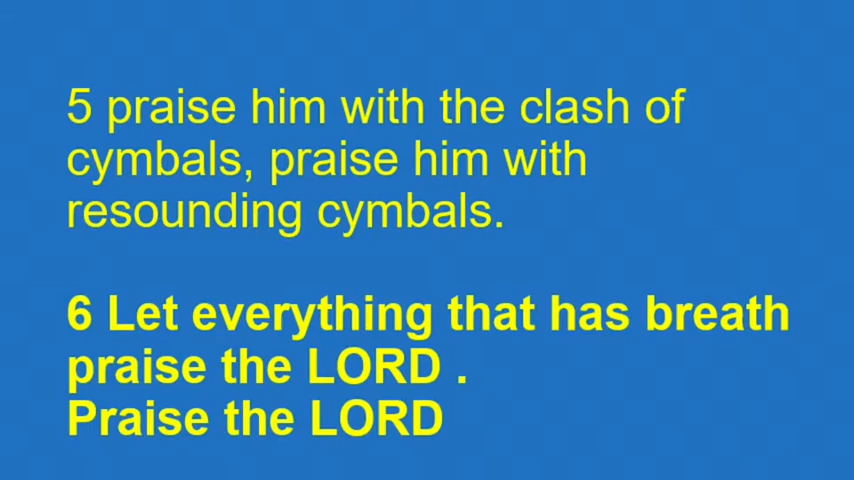 5 praise him with the clash of
cymbals, praise him with
resounding cymbals.
6 Let everything that has breath
praise the LORD .
Praise the LORD